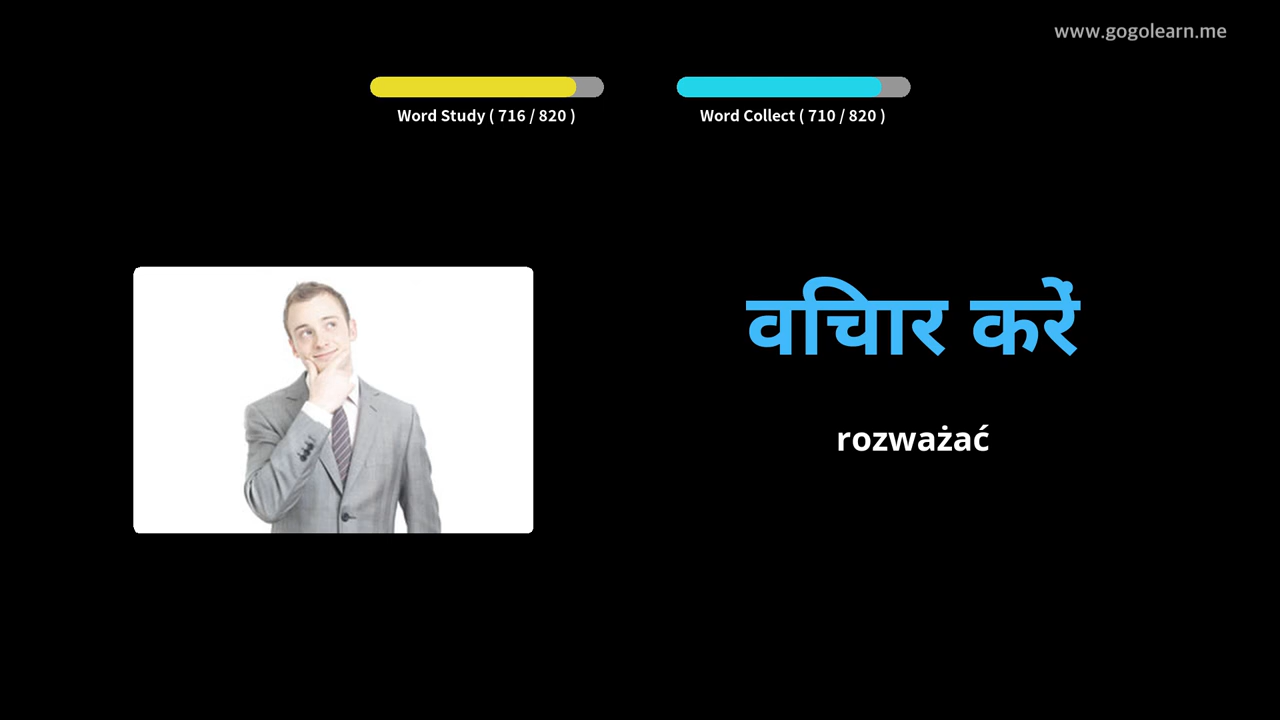 www.gogolearn.me
Word Study ( 716 / 820 )
Word Collect ( 710 / 820 )
विचार करें
rozważać